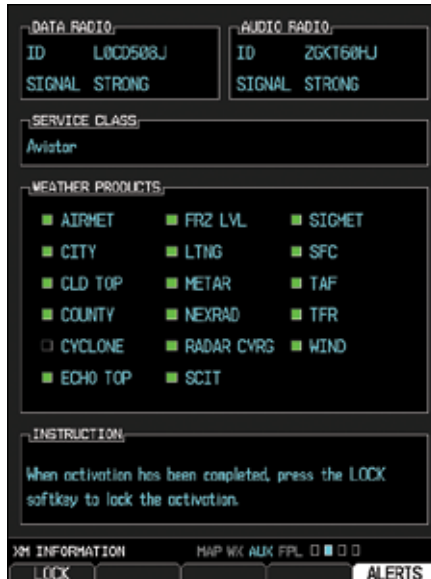 DATA RADIO
ID L0CD508J
SIGNAL STRONG
AUDIO RADIO
ID ZGKT60HJ
SIGNAL STRONG
SERVICE CLASS
Aviator
WEATHER PRODUCTS
AIRMET FRZ LVL SIGMET
CITY LTNG SFC
CLD TOP METAR TAF
COUNTY NEXRAD TFR
CYCLONE RADAR CVRG WIND
ECHO TOP SCIT
INSTRUCTION
When activation has been completed, press the LOCK
softkey to lock the activation.
XM INFORMATION MAP WX AUX FPL
LOCK ALERTS